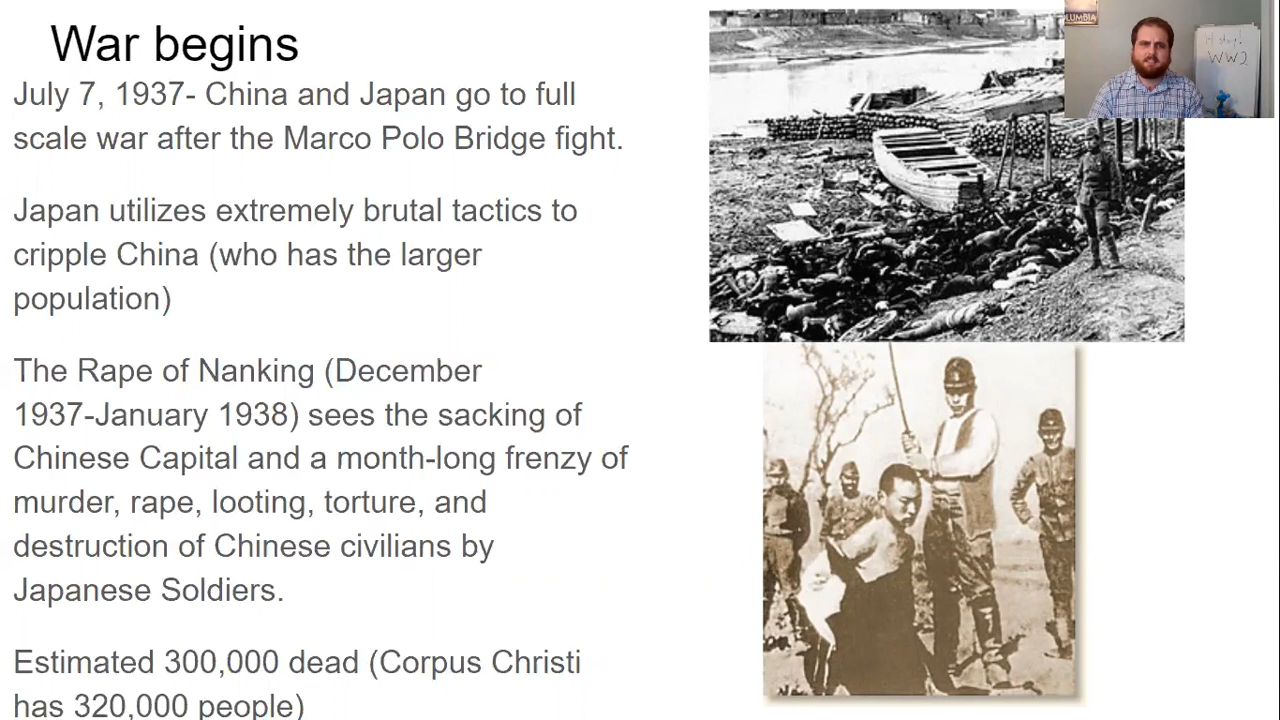 War begins
July 7, 1937- China and Japan go to full
scale war after the Marco Polo Bridge fight.
Japan utilizes extremely brutal tactics to
cripple China (who has the larger
population)
The Rape of Nanking (December
1937-January 1938) sees the sacking of
Chinese Capital and a month-long frenzy of
murder, rape, looting, torture, and
destruction of Chinese civilians by
Japanese Soldiers.
Estimated 300,000 dead (Corpus Christi
has 320,000 people)
LUMBIA
WW2